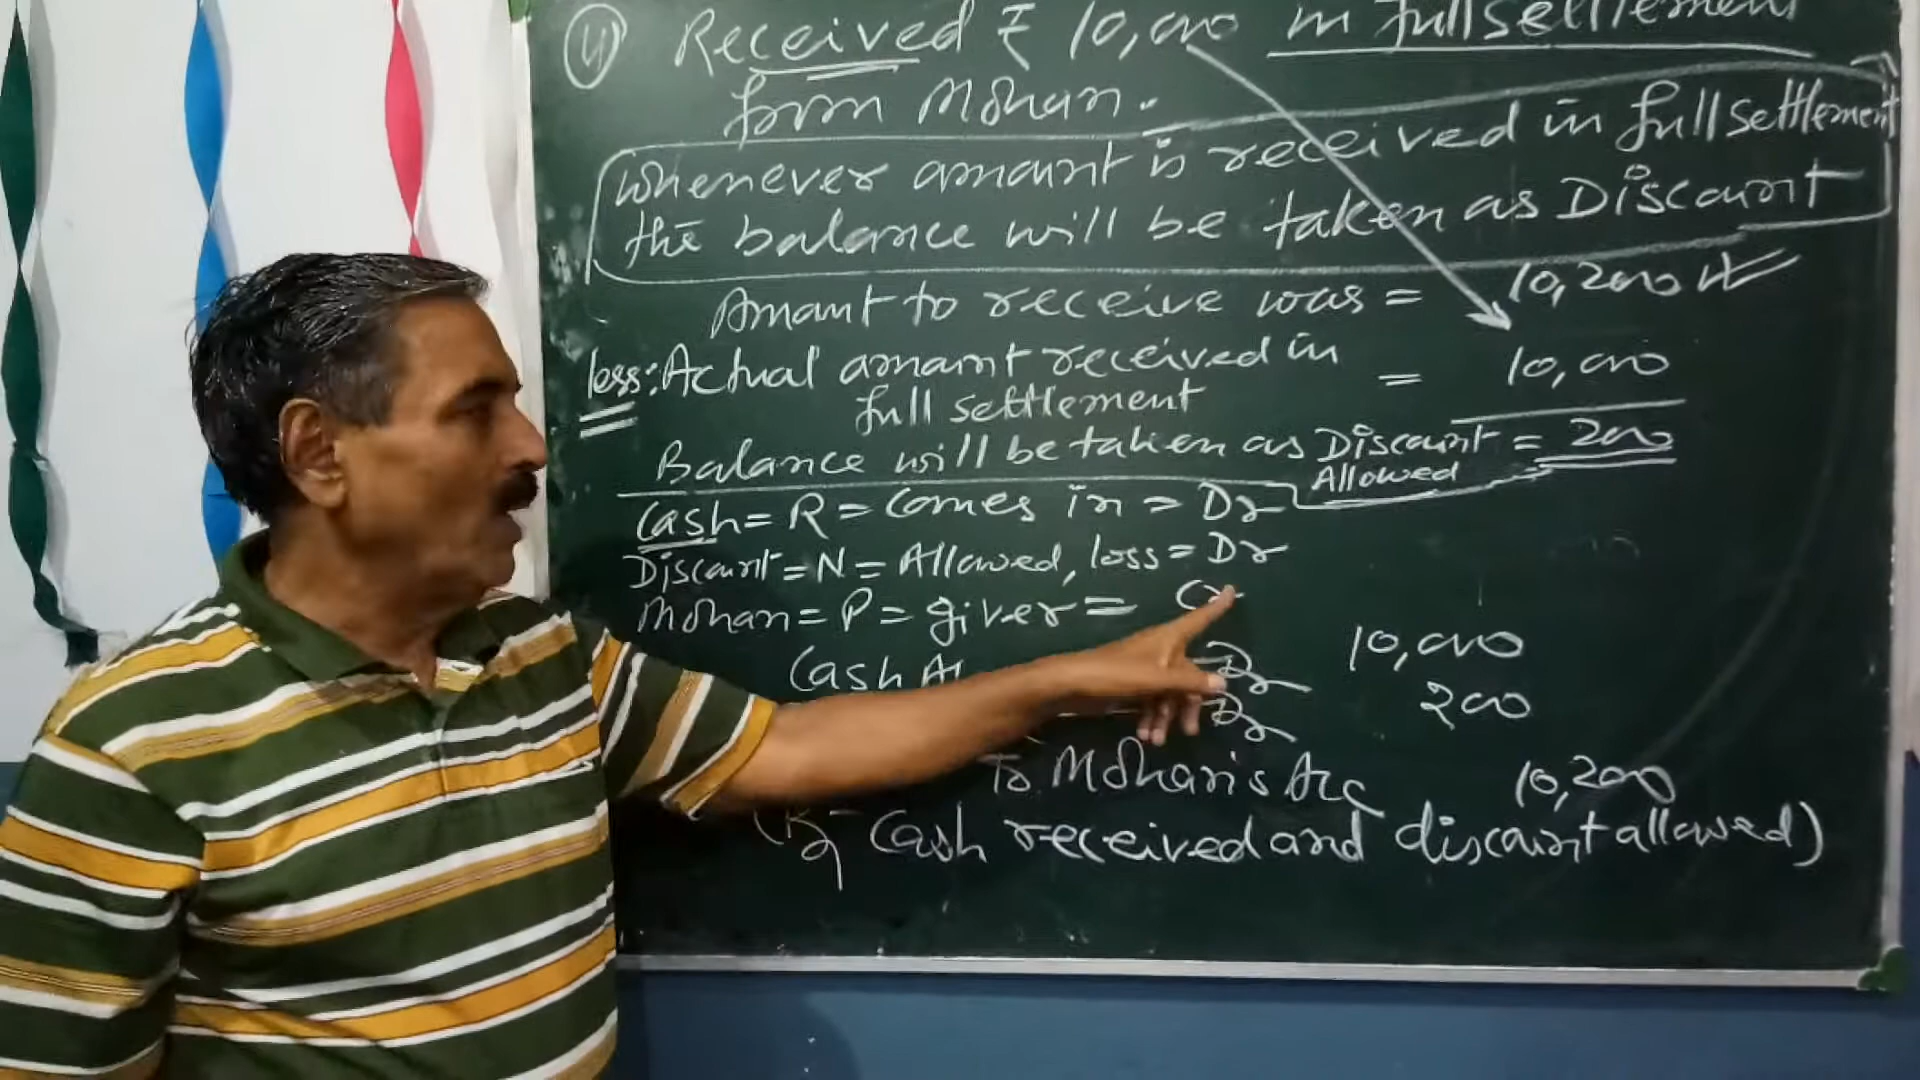 (4) Received ₹ 10,000 in full settlement
from Mohan.
Whenever amount is received in full settlement
the balance will be taken as Discount
Amount to receive was = 10,200
less: Actual amount received in = 10,000
full settlement
Balance will be taken as Discount = 200
Allowed
Cash = R = Comes in = Dr
Discount = N = Allowed, loss = Dr
Mohan = P = giver = Cr
Cash A/c Dr 10,000
Dr 200
To Mohan's A/c 10,200
Cash received and discount allowed)